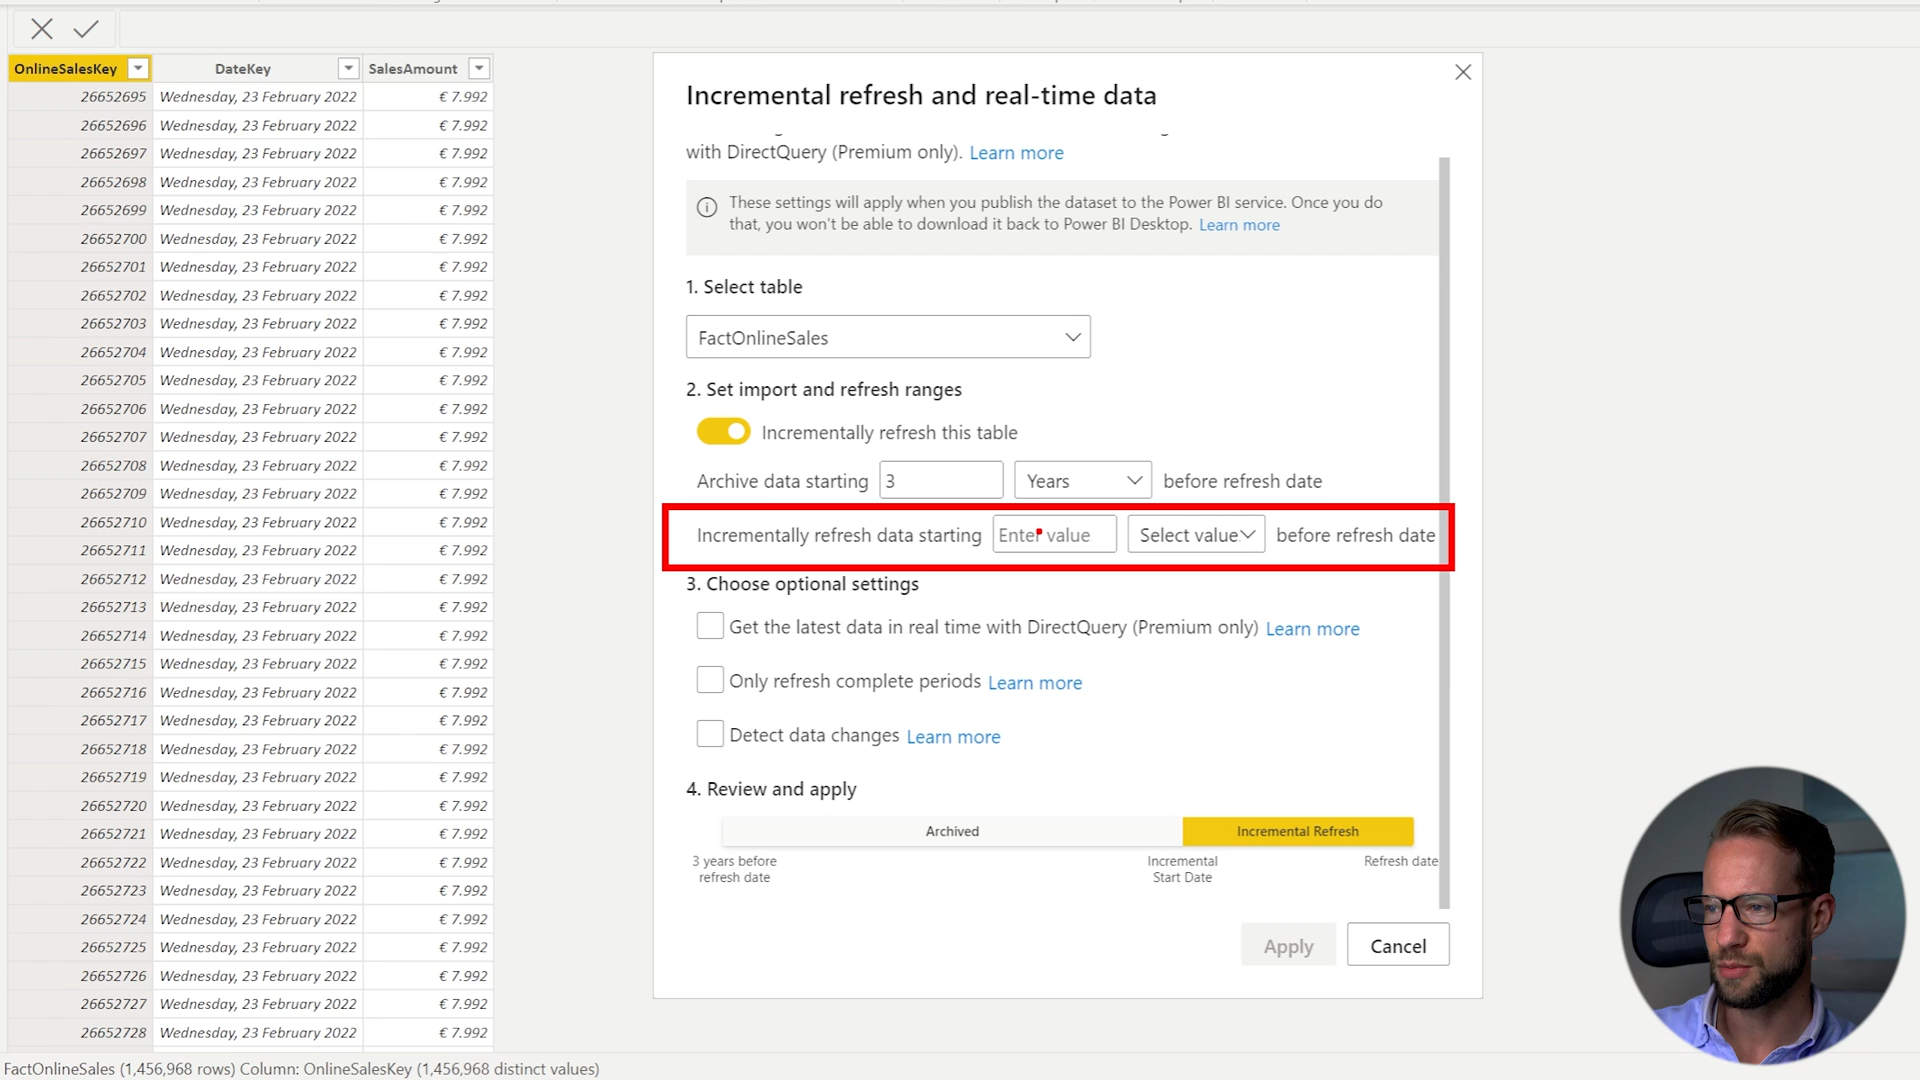 OnlineSalesKey DateKey SalesAmount
26652695 Wednesday, 23 February 2022 € 7.992
26652696 Wednesday, 23 February 2022 € 7.992
26652697 Wednesday, 23 February 2022 € 7.992
26652698 Wednesday, 23 February 2022 € 7.992
26652699 Wednesday, 23 February 2022 € 7.992
26652700 Wednesday, 23 February 2022 € 7.992
26652701 Wednesday, 23 February 2022 € 7.992
26652702 Wednesday, 23 February 2022 € 7.992
26652703 Wednesday, 23 February 2022 € 7.992
26652704 Wednesday, 23 February 2022 € 7.992
26652705 Wednesday, 23 February 2022 € 7.992
26652706 Wednesday, 23 February 2022 € 7.992
26652707 Wednesday, 23 February 2022 € 7.992
26652708 Wednesday, 23 February 2022 € 7.992
26652709 Wednesday, 23 February 2022 € 7.992
26652710 Wednesday, 23 February 2022 € 7.992
26652711 Wednesday, 23 February 2022 € 7.992
26652712 Wednesday, 23 February 2022 € 7.992
26652713 Wednesday, 23 February 2022 € 7.992
26652714 Wednesday, 23 February 2022 € 7.992
26652715 Wednesday, 23 February 2022 € 7.992
26652716 Wednesday, 23 February 2022 € 7.992
26652717 Wednesday, 23 February 2022 € 7.992
26652718 Wednesday, 23 February 2022 € 7.992
26652719 Wednesday, 23 February 2022 € 7.992
26652720 Wednesday, 23 February 2022 € 7.992
26652721 Wednesday, 23 February 2022 € 7.992
26652722 Wednesday, 23 February 2022 € 7.992
26652723 Wednesday, 23 February 2022 € 7.992
26652724 Wednesday, 23 February 2022 € 7.992
26652725 Wednesday, 23 February 2022 € 7.992
26652726 Wednesday, 23 February 2022 € 7.992
26652727 Wednesday, 23 February 2022 € 7.992
26652728 Wednesday, 23 February 2022 € 7.992
Incremental refresh and real-time data
with DirectQuery (Premium only). Learn more
These settings will apply when you publish the dataset to the Power BI service. Once you do
that, you won't be able to download it back to Power BI Desktop. Learn more
1. Select table
FactOnlineSales
2. Set import and refresh ranges
Incrementally refresh this table
Archive data starting 3 Years before refresh date
Incrementally refresh data starting Enter value Select value: before refresh date
3. Choose optional settings
Get the latest data in real time with DirectQuery (Premium only) Learn more
Only refresh complete periods Learn more
Detect data changes Learn more
4. Review and apply
Archived Incremental Refresh
3 years before
refresh date
Incremental
Start Date
Refresh date
Apply Cancel
FactOnlineSales (1,456,968 rows) Column: OnlineSalesKey (1,456,968 distinct values)